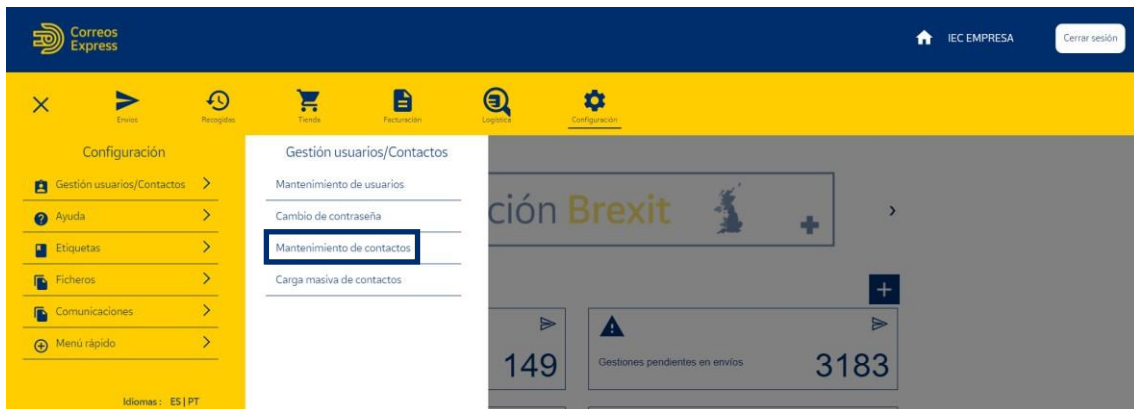 Correos
Express
IEC EMPRESA
Cerrar sesión
Envíos
Recogidas
Tienda
Facturación
Logística
Configuración
Configuración
Gestión usuarios/Contactos
Ayuda
Etiquetas
Ficheros
Comunicaciones
Menú rápido
Idiomas : ES | PT
Gestión usuarios/Contactos
Mantenimiento de usuarios
Cambio de contraseña
Mantenimiento de contactos
Carga masiva de contactos
ción Brexit
149
Gestiones pendientes en envíos
3183